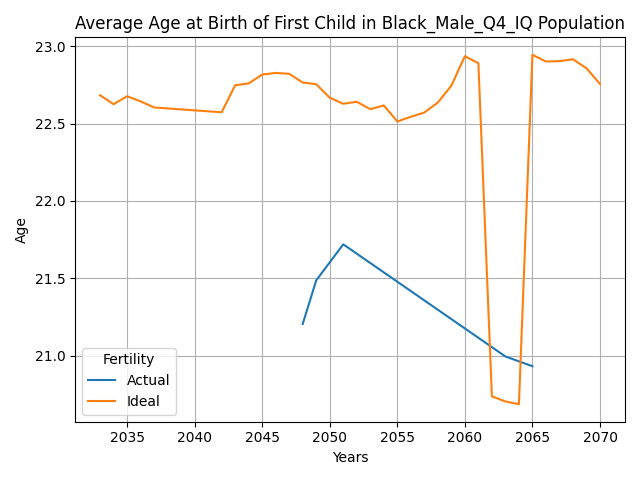 Average Age at Birth of First Child in Black_Male_Q4_IQ Population
23.0
22.5
22.0
21.5
21.0
Age
Fertility
Actual
Ideal
2035 2040 2045 2050 2055 2060 2065 2070
Years